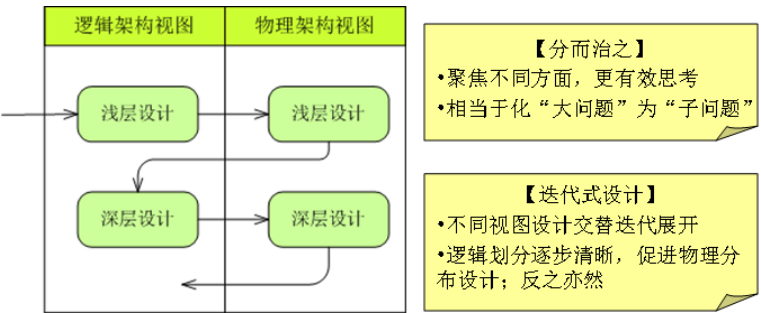 逻辑架构视图
物理架构视图
浅层设计
浅层设计
深层设计
深层设计
【分而治之】
•聚焦不同方面，更有效思考
•相当于化“大问题”为“子问题”
【迭代式设计】
•不同视图设计交替迭代展开
•逻辑划分逐步清晰，促进物理分
布设计；反之亦然